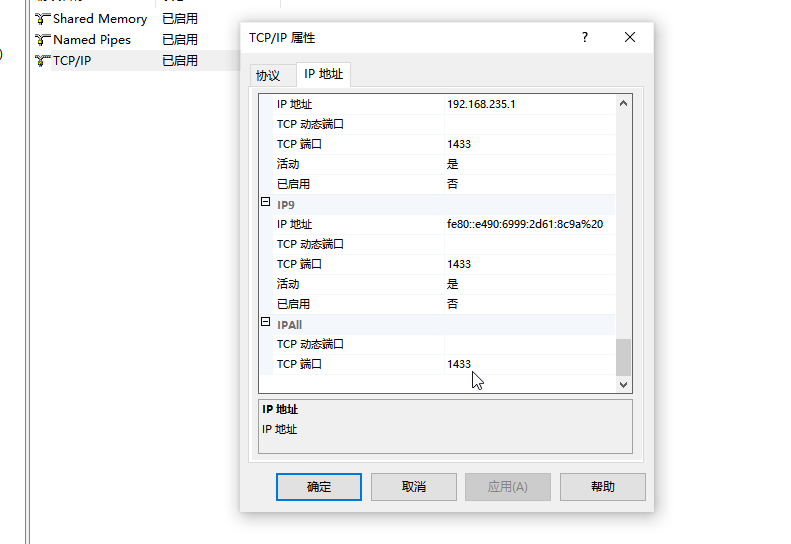 Shared Memory 已启用
Named Pipes 已启用
TCP/IP 已启用
)
TCP/IP 属性 ?
协议 IP 地址
IP 地址 192.168.235.1
TCP 动态端口
TCP 端口 1433
活动 是
已启用 否
IP9
IP 地址 fe80::e490:6999:2d61:8c9a%20
TCP 动态端口
TCP 端口 1433
活动 是
已启用 否
IPAll
TCP 动态端口
TCP 端口 1433
IP 地址
IP 地址
确定 取消 应用(A) 帮助